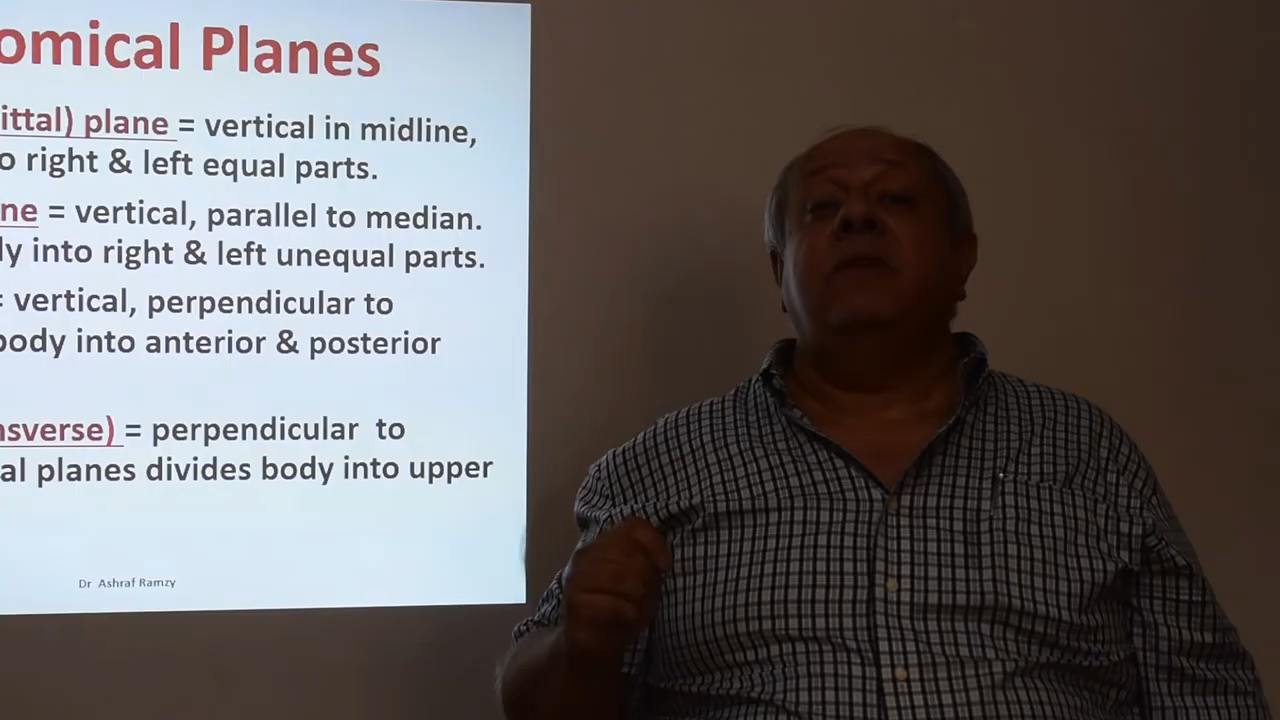 omical Planes
ittal) plane = vertical in midline,
o right & left equal parts.
ne = vertical, parallel to median.
ly into right & left unequal parts.
= vertical, perpendicular to
body into anterior & posterior
nsverse) = perpendicular to
al planes divides body into upper
Dr Ashraf Ramzy